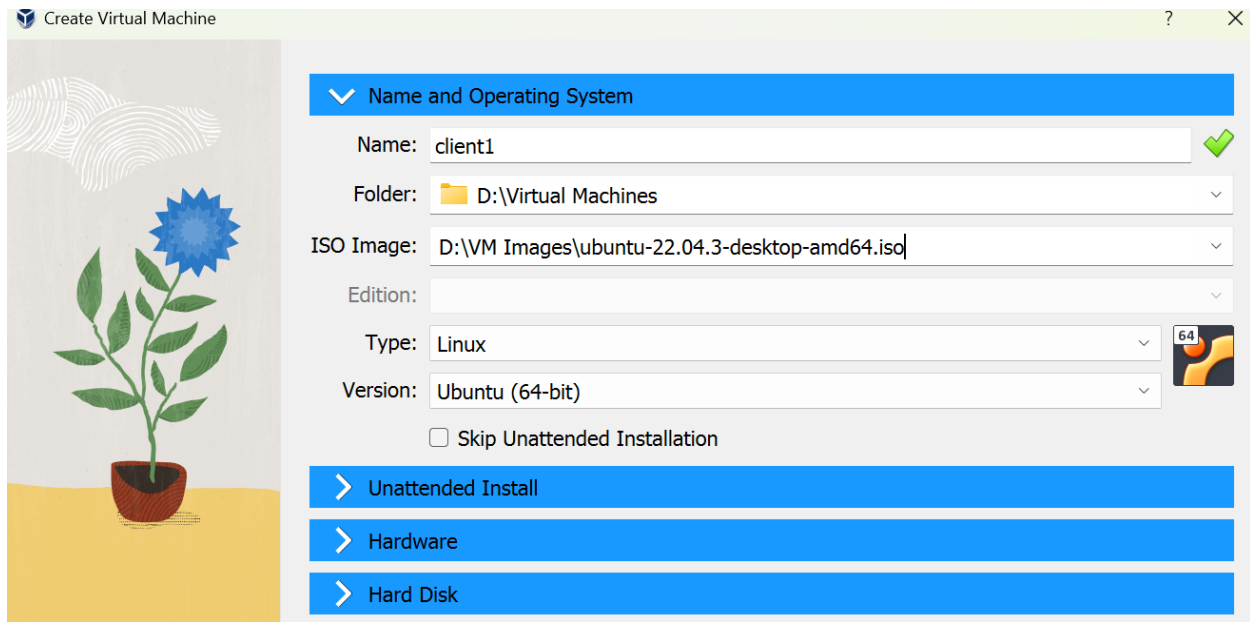 Create Virtual Machine ?
Name and Operating System
Name: client1
Folder: D:\Virtual Machines
ISO Image: D:\VM Images\ubuntu-22.04.3-desktop-amd64.iso
Edition:
Type: Linux
64
Version: Ubuntu (64-bit)
Skip Unattended Installation
Unattended Install
Hardware
Hard Disk